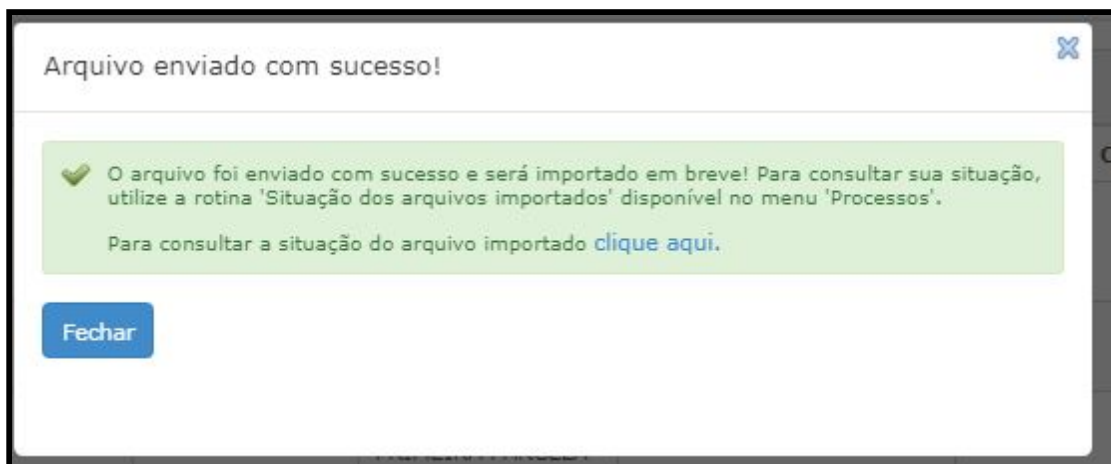 Arquivo enviado com sucesso!
O arquivo foi enviado com sucesso e será importado em breve! Para consultar sua situação,
utilize a rotina 'Situação dos arquivos importados' disponível no menu 'Processos'.
Para consultar a situação do arquivo importado clique aqui.
Fechar